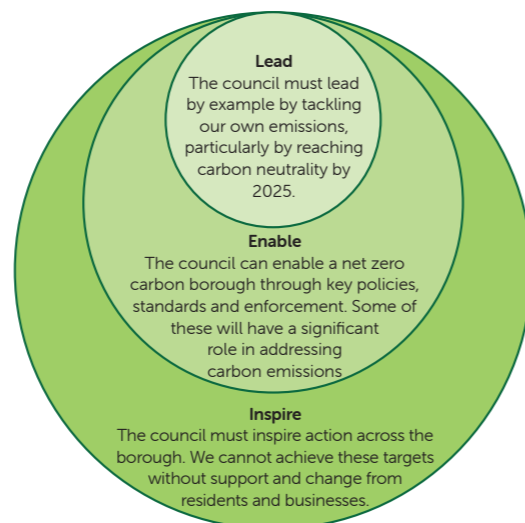 Lead
The council must lead
by example by tackling
our own emissions,
particularly by reaching
carbon neutrality by
2025.
Enable
The council can enable a net zero
carbon borough through key policies,
standards and enforcement. Some of
these will have a significant
role in addressing
carbon emissions
Inspire
The council must inspire action across the
borough. We cannot achieve these targets
without support and change from
residents and businesses.